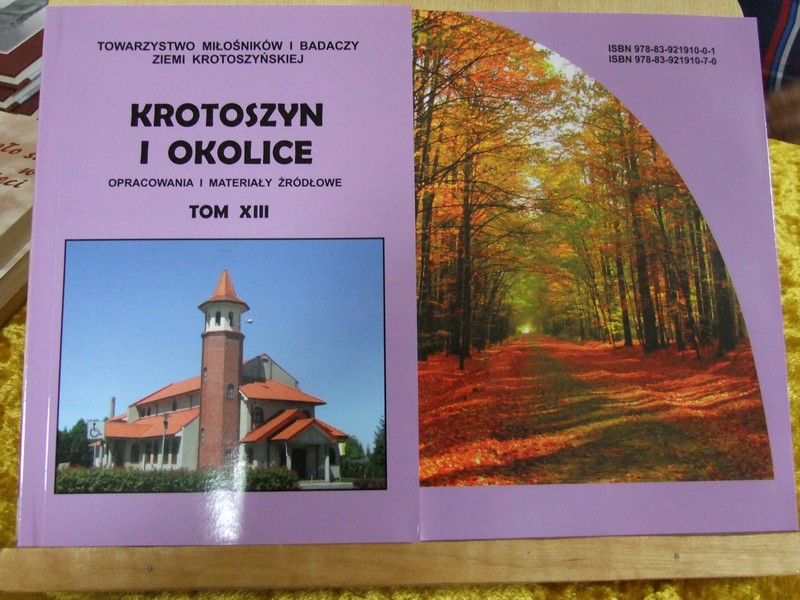 TOWARZYSTWO MIŁOŚNIKÓW I BADACZY
ZIEMI KROTOSZYŃSKIEJ
KROTOSZYN
I OKOLICE
OPRACOWANIA I MATERIAŁY ŹRÓDŁOWE
TOM XIII
ISBN 978-83-921910-0-1
ISBN 978-83-921910-7-0